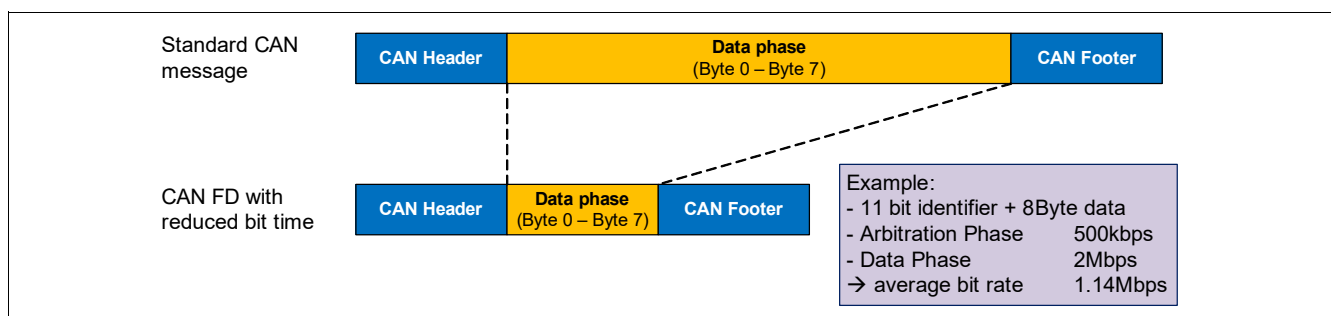 Standard CAN
message
CAN Header
Data phase
(Byte 0 – Byte 7)
CAN Footer
CAN FD with
reduced bit time
CAN Header
Data phase
(Byte 0 – Byte 7)
CAN Footer
Example:
- 11 bit identifier + 8Byte data
- Arbitration Phase 500kbps
- Data Phase 2Mbps
→ average bit rate 1.14Mbps